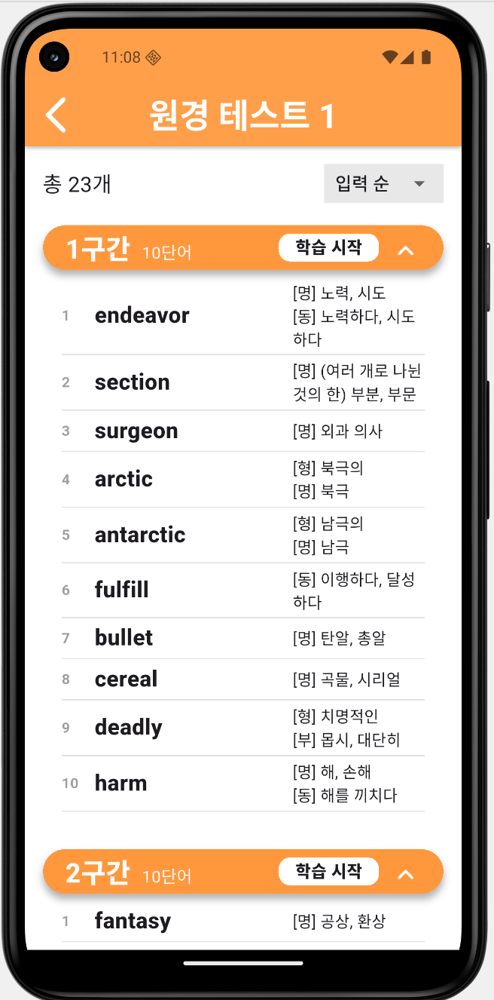 11:08
원경 테스트 1
총 23개
입력 순
1구간 10단어 학습 시작
1 endeavor [명] 노력, 시도
[동] 노력하다, 시도
하다
2 section [명] (여러 개로 나뉜
것의 한) 부분, 부문
3 surgeon [명] 외과 의사
4 arctic [형] 북극의
[명] 북극
5 antarctic [형] 남극의
[명] 남극
6 fulfill [동] 이행하다, 달성
하다
7 bullet [명] 탄알, 총알
8 cereal [명] 곡물, 시리얼
9 deadly [형] 치명적인
[부] 몹시, 대단히
10 harm [명] 해, 손해
[동] 해를 끼치다
2구간 10단어 학습 시작
1 fantasy [명] 공상, 환상